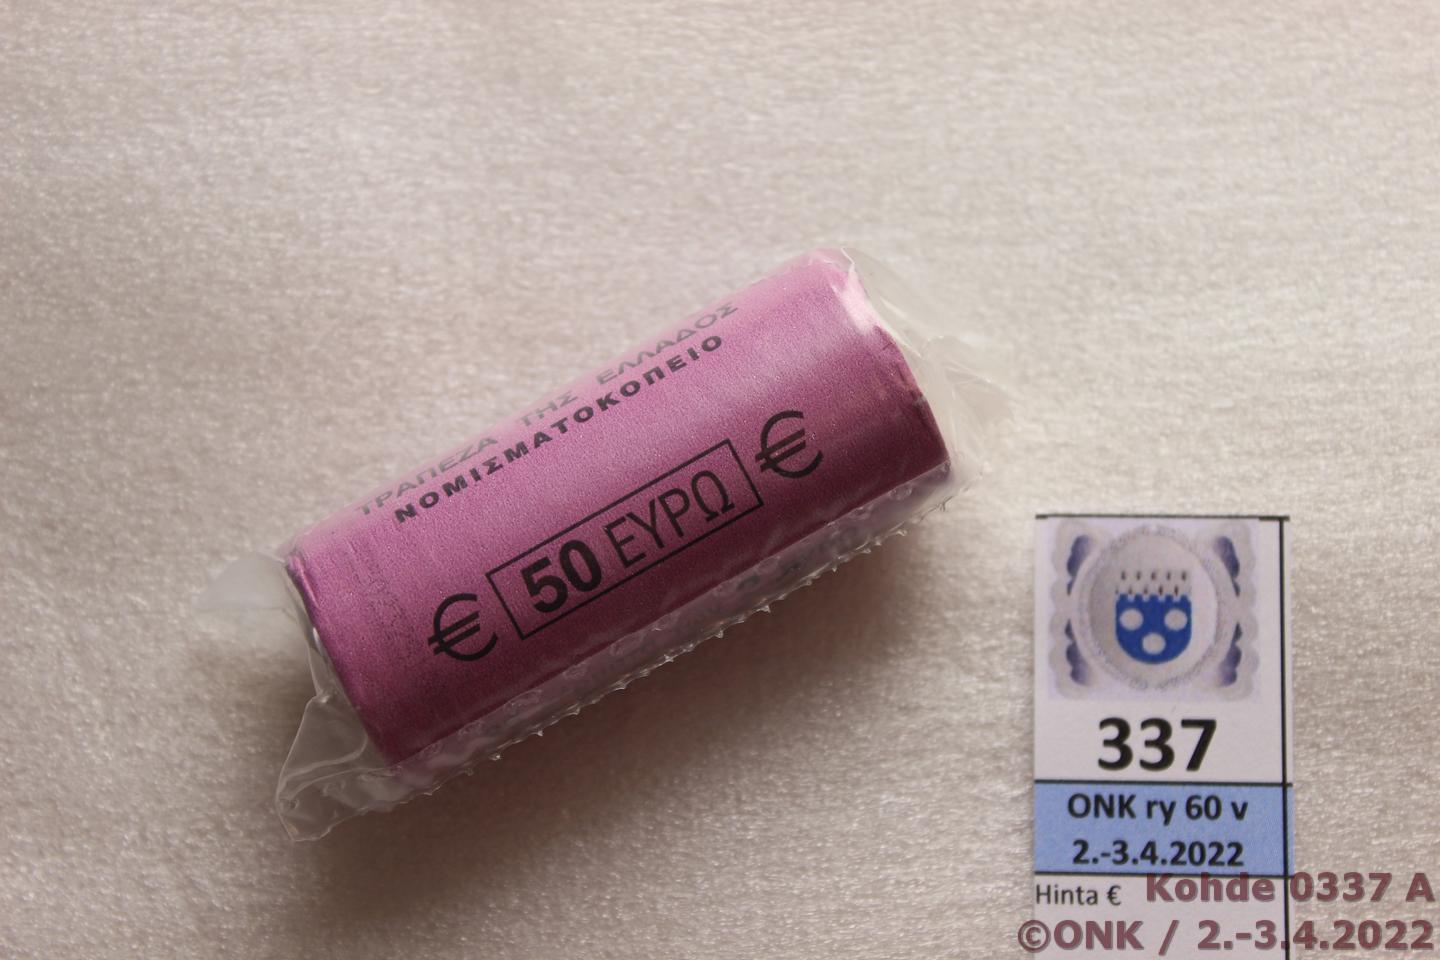 ΤΡΑΠΕΖΑ ΤΗΣ ΕΛΛΑΔΟΣ
ΝΟΜΙΣΜΑΤΟΚΟΠΕΙΟ
€ 50 ΕΥΡΩ €
337
ONK ry 60 v
2.-3.4.2022
Hinta €
Kohde 0337 A
©ONK / 2.-3.4.2022